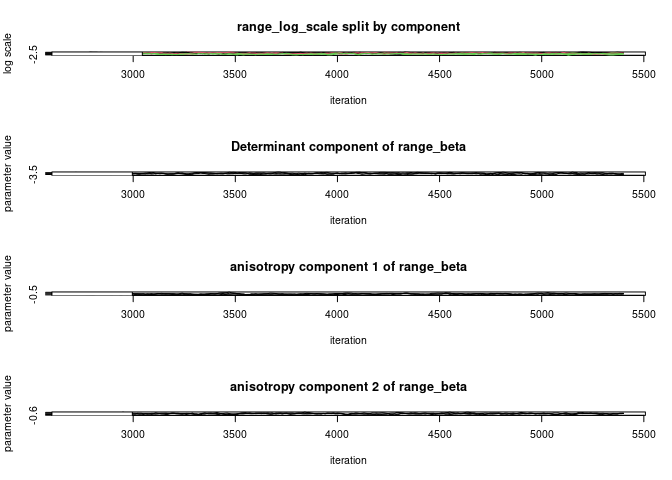 range_log_scale split by component
log scale
-2.5
3000 3500 4000 4500 5000 5500
iteration
Determinant component of range_beta
parameter value
-3.5
3000 3500 4000 4500 5000 5500
iteration
anisotropy component 1 of range_beta
parameter value
-0.5
3000 3500 4000 4500 5000 5500
iteration
anisotropy component 2 of range_beta
parameter value
-0.6
3000 3500 4000 4500 5000 5500
iteration